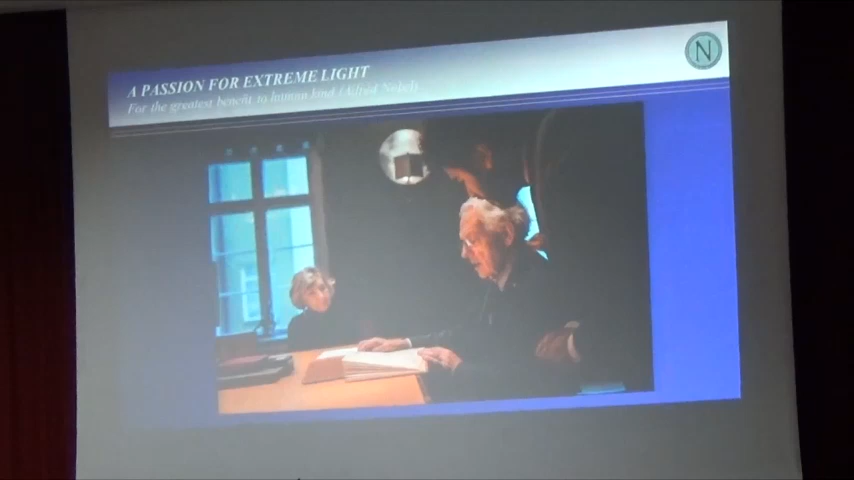 A PASSION FOR EXTREME LIGHT
For the greatest benefit to human kind (Alfred Nobel)
N